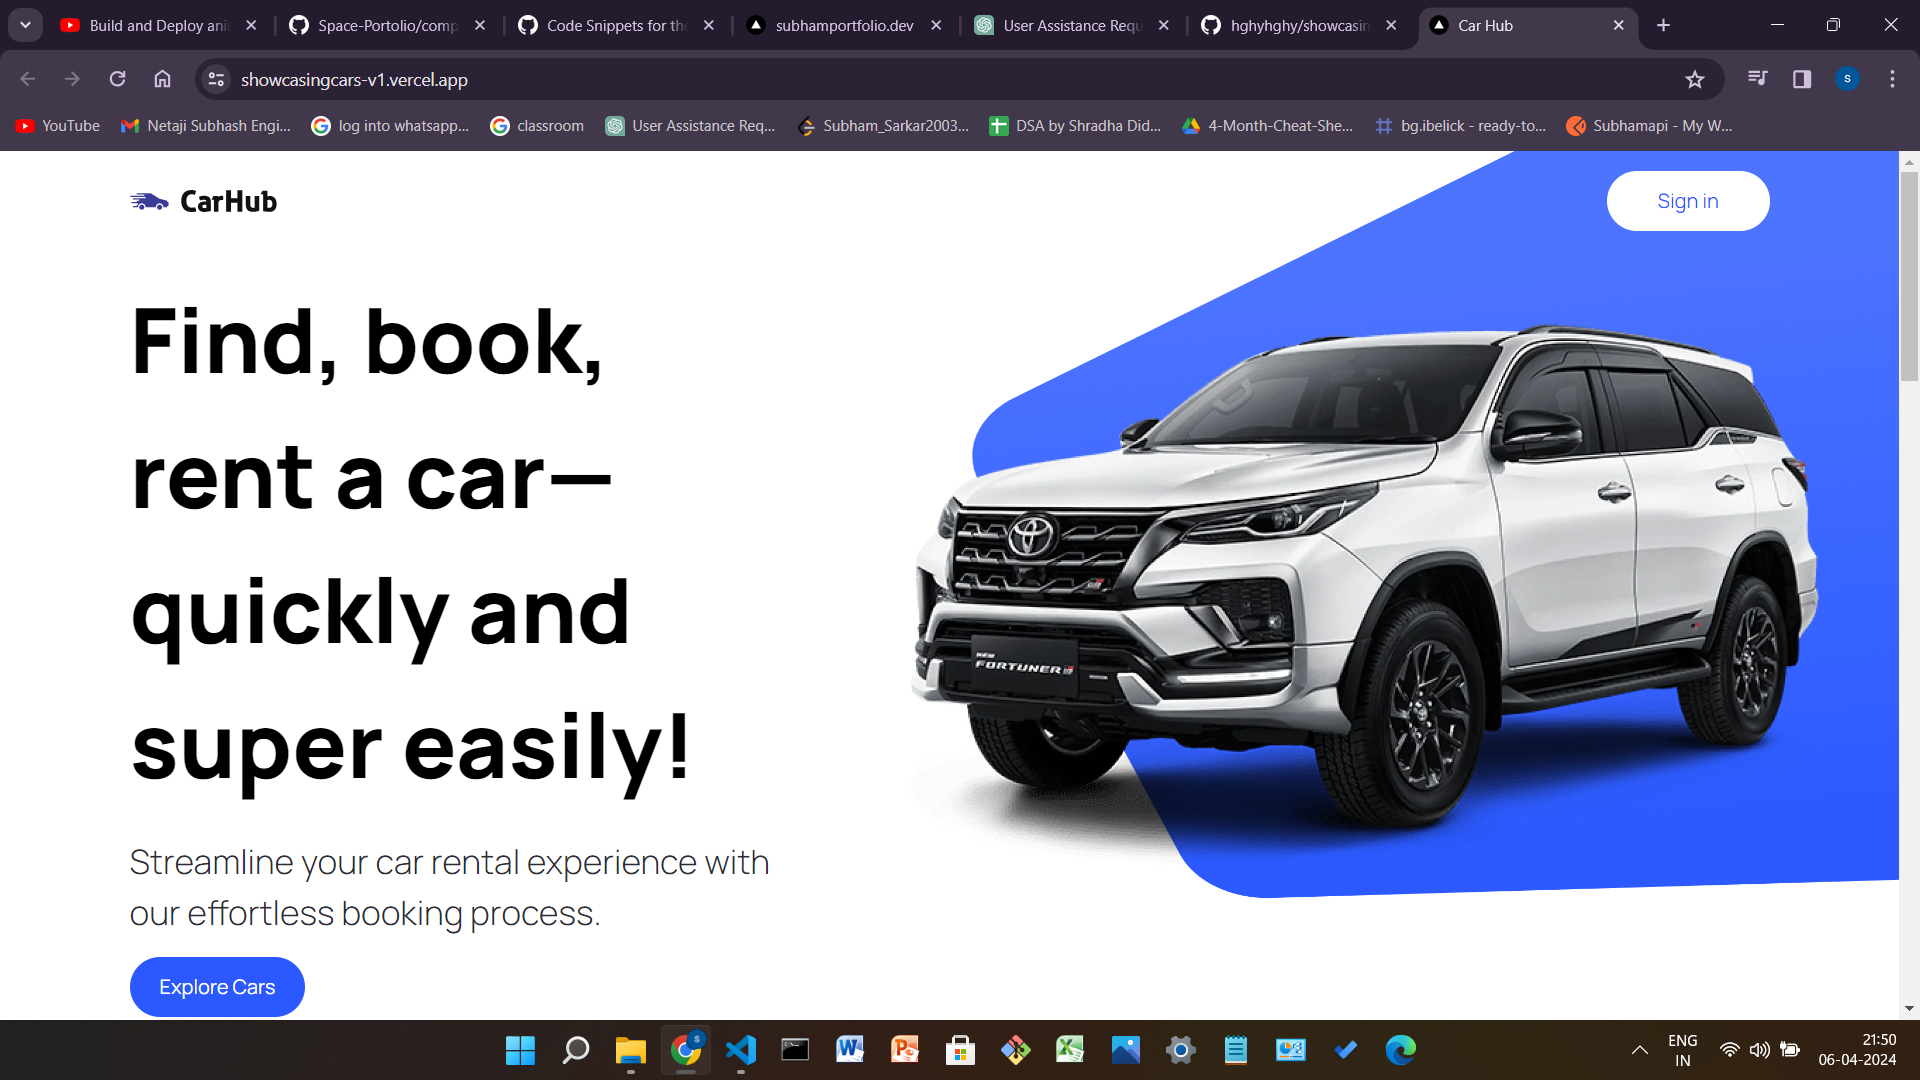 Build and Deploy ani
Space-Portolio/comp
Code Snippets for the
subhamportfolio.dev
User Assistance Requ
hghyhghy/showcasin
Car Hub
showcasingcars-v1.vercel.app
S
YouTube
Netaji Subhash Engi...
log into whatsapp...
classroom
User Assistance Req...
Subham_Sarkar2003...
DSA by Shradha Did...
4-Month-Cheat-She...
bg.ibelick - ready-to...
Subhamapi - My W...
CarHub
Sign in
Find, book,
rent a car—
quickly and
super easily!
NEW
FORTUNER
Streamline your car rental experience with
our effortless booking process.
Explore Cars
ENG
IN
21:50
06-04-2024